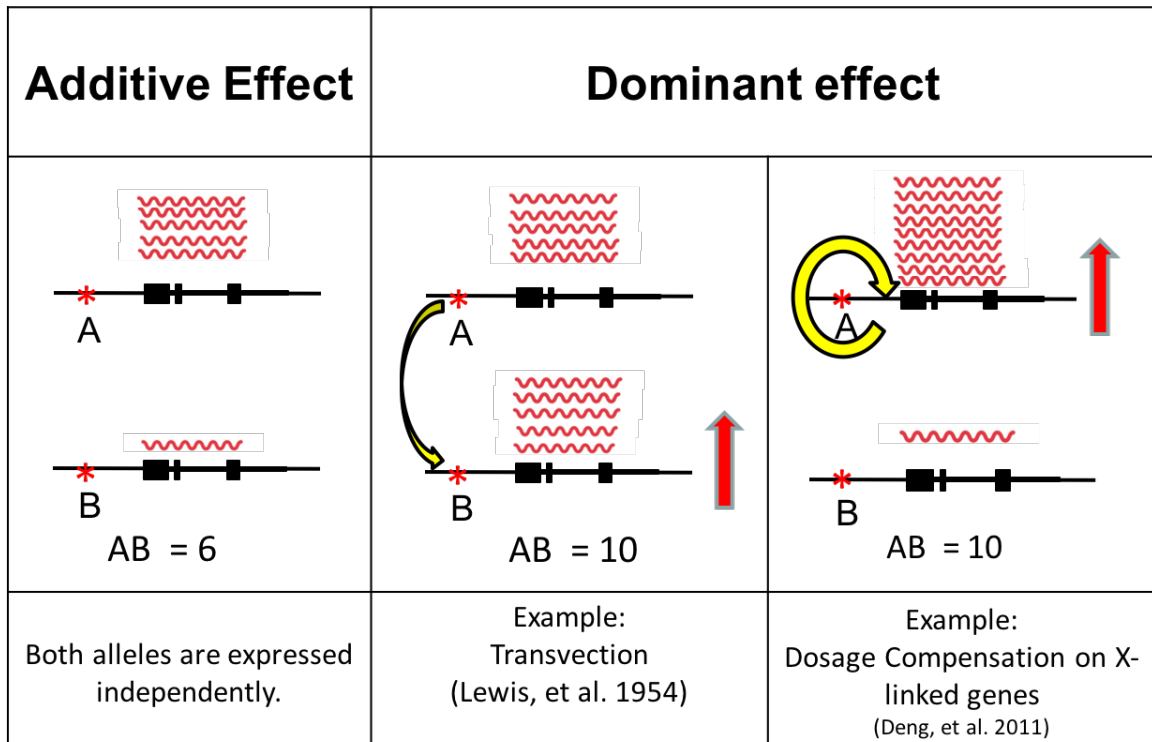 Additive Effect
Dominant effect
*
A
*
B
AB = 6
*
A
*
B
AB = 10
*
A
*
B
AB = 10
Both alleles are expressed
independently.
Example:
Transvection
(Lewis, et al. 1954)
Example:
Dosage Compensation on X-
linked genes
(Deng, et al. 2011)